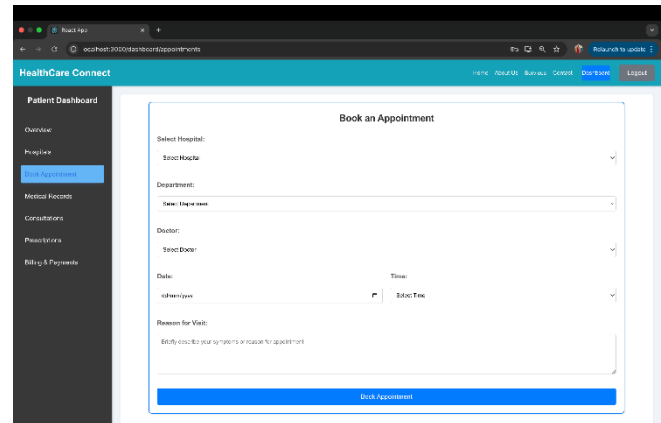 React App
localhost:3000/dashboard/appointments
Relaunch to update
HealthCare Connect
Home About Us Services Contact Dashboard Logout
Patient Dashboard
Overview
Hospitals
Book Appointment
Medical Records
Consultations
Prescriptions
Billing & Payments
Book an Appointment
Select Hospital:
Select Hospital
Department:
Select Department
Doctor:
Select Doctor
Date: Time:
dd/mm/yyyy Select Time
Reason for Visit:
Briefly describe your symptoms or reason for appointment
Book Appointment